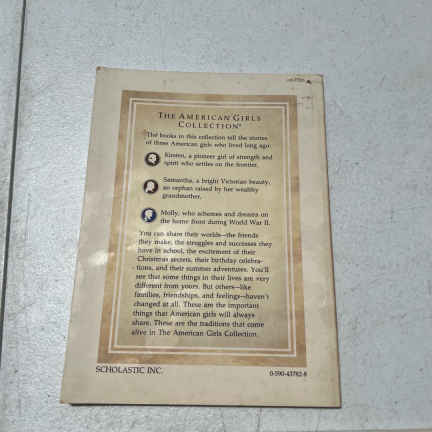 THE AMERICAN GIRLS
COLLECTION®
The books in this collection tell the stories
of three American girls who lived long ago:
Kirsten, a pioneer girl of strength and
spirit who settles on the frontier.
Samantha, a bright Victorian beauty,
an orphan raised by her wealthy
grandmother.
Molly, who schemes and dreams on
the home front during World War II.
You can share their worlds—the friends
they make, the struggles and successes they
have in school, the excitement of their
Christmas secrets, their birthday celebra-
tions, and their summer adventures. You'll
see that some things in their lives are very
different from yours. But others—like
families, friendships, and feelings—haven't
changed at all. These are the important
things that American girls will always
share. These are the traditions that come
alive in The American Girls Collection.
SCHOLASTIC INC.
0-590-43782-8